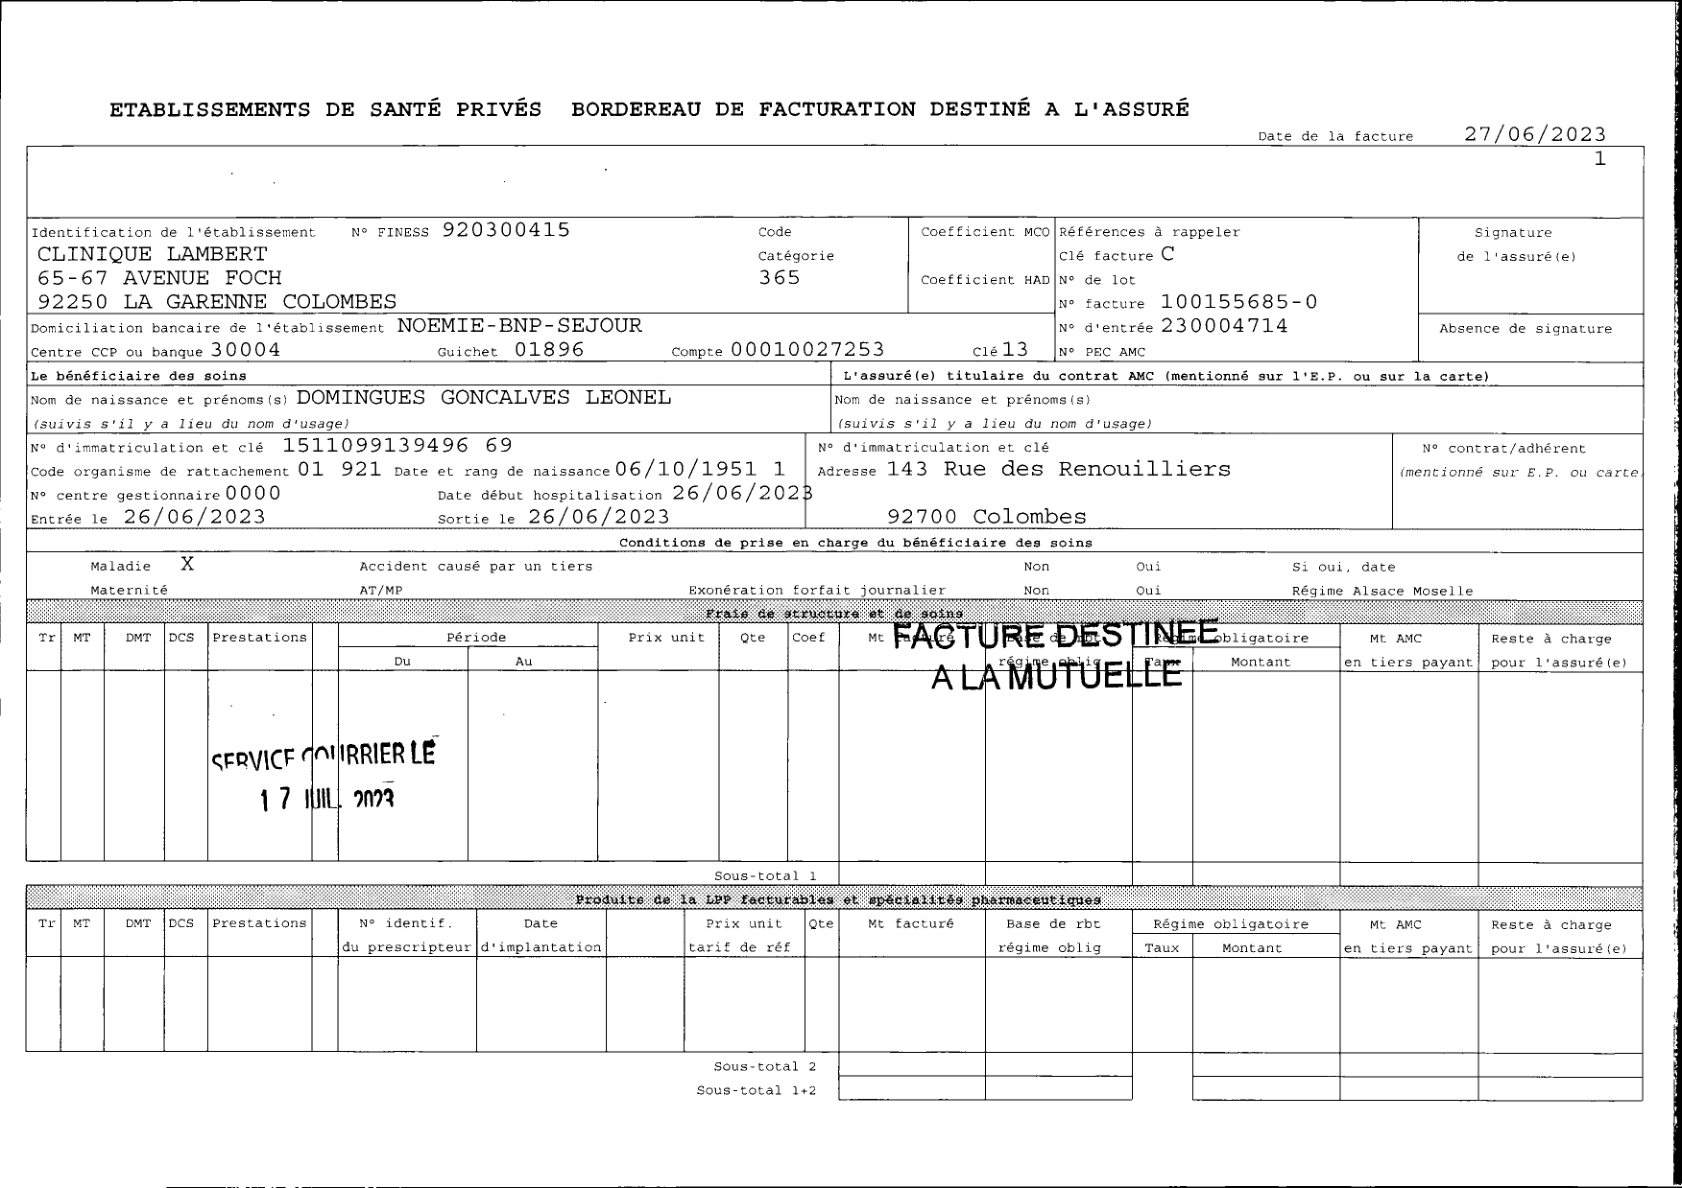 ETABLISSEMENTS DE SANTÉ PRIVÉS BORDEREAU DE FACTURATION DESTINÉ A L'ASSURÉ
Date de la facture 27/06/2023
1
Identification de l'établissement N° FINESS 920300415 Code Coefficient MCO Références à rappeler Signature
CLINIQUE LAMBERT Catégorie Clé facture C de l'assuré(e)
65-67 AVENUE FOCH 365 Coefficient HAD N° de lot
92250 LA GARENNE COLOMBES N° facture 100155685-0
Domiciliation bancaire de l'établissement NOEMIE-BNP-SEJOUR N° d'entrée 230004714 Absence de signature
Centre CCP ou banque 30004 Guichet 01896 Compte 00010027253 Clé 13 N° PEC AMC
Le bénéficiaire des soins L'assuré(e) titulaire du contrat AMC (mentionné sur l'E.P. ou sur la carte)
Nom de naissance et prénoms(s) DOMINGUES GONCALVES LEONEL Nom de naissance et prénoms(s)
(suivis s'il y a lieu du nom d'usage) (suivis s'il y a lieu du nom d'usage)
N° d'immatriculation et clé 1511099139496 69 N° d'immatriculation et clé N° contrat/adhérent
Code organisme de rattachement 01 921 Date et rang de naissance 06/10/1951 1 Adresse 143 Rue des Renouilliers (mentionné sur E.P. ou carte
N° centre gestionnaire 0000 Date début hospitalisation 26/06/2023
Entrée le 26/06/2023 Sortie le 26/06/2023 92700 Colombes
Conditions de prise en charge du bénéficiaire des soins
Maladie X Accident causé par un tiers Non Oui Si oui, date
Maternité AT/MP Exonération forfait journalier Non Oui Régime Alsace Moselle
Frais de structure et de soins
Tr MT DMT DCS Prestations Période Prix unit Qte Coef Mt facturé Base de rbt Régime obligatoire Mt AMC Reste à charge
Du Au régime oblig Taux Montant en tiers payant pour l'assuré(e)
FACTURE DESTINEE
A LA MUTUELLE
SERVICE COURRIER LE
17 JUIL. 2023
Sous-total 1
Produits de la LPP facturables et spécialités pharmaceutiques
Tr MT DMT DCS Prestations N° identif. Date Prix unit Qte Mt facturé Base de rbt Régime obligatoire Mt AMC Reste à charge
du prescripteur d'implantation tarif de réf régime oblig Taux Montant en tiers payant pour l'assuré(e)
Sous-total 2
Sous-total 1+2